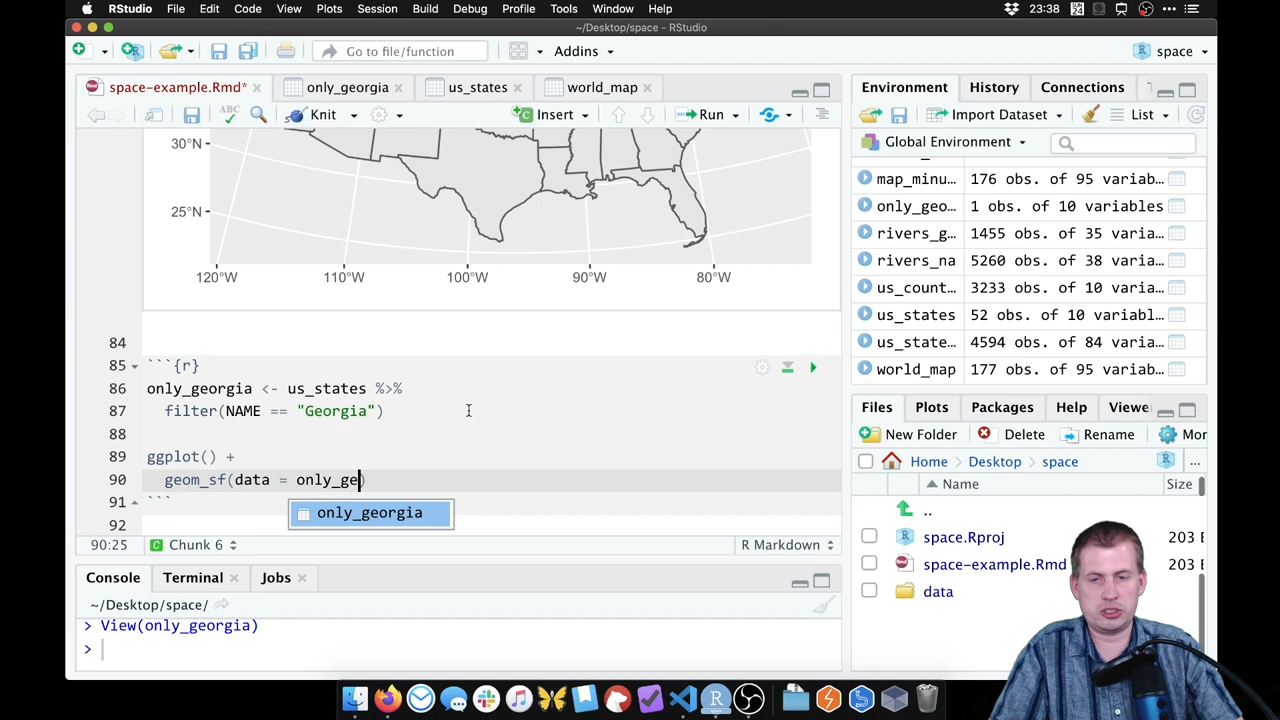 RStudio File Edit Code View Plots Session Build Debug Profile Tools Window Help 23:38
~/Desktop/space - RStudio
Go to file/function Addins space
space-example.Rmd* only_georgia us_states world_map
Knit Insert Run
30°N
25°N
120°W 110°W 100°W 90°W 80°W
84
85 ```{r}
86 only_georgia <- us_states %>%
87 filter(NAME == "Georgia")
88
89 ggplot() +
90 geom_sf(data = only_ge)
91 ```
only_georgia
92
90:25 Chunk 6 R Markdown
Console Terminal Jobs
~/Desktop/space/
> View(only_georgia)
>
Environment History Connections
Import Dataset List
Global Environment
map_minu... 176 obs. of 95 variab...
only_geo... 1 obs. of 10 variables
rivers_g... 1455 obs. of 35 varia...
rivers_na 5260 obs. of 38 varia...
us_count... 3233 obs. of 10 varia...
us_states 52 obs. of 10 variabl...
us_state... 4594 obs. of 84 varia...
world_map 177 obs. of 95 variab...
Files Plots Packages Help Viewe
New Folder Delete Rename Mor
Home Desktop space ...
Name Size
..
space.Rproj 203
space-example.Rmd 203
data